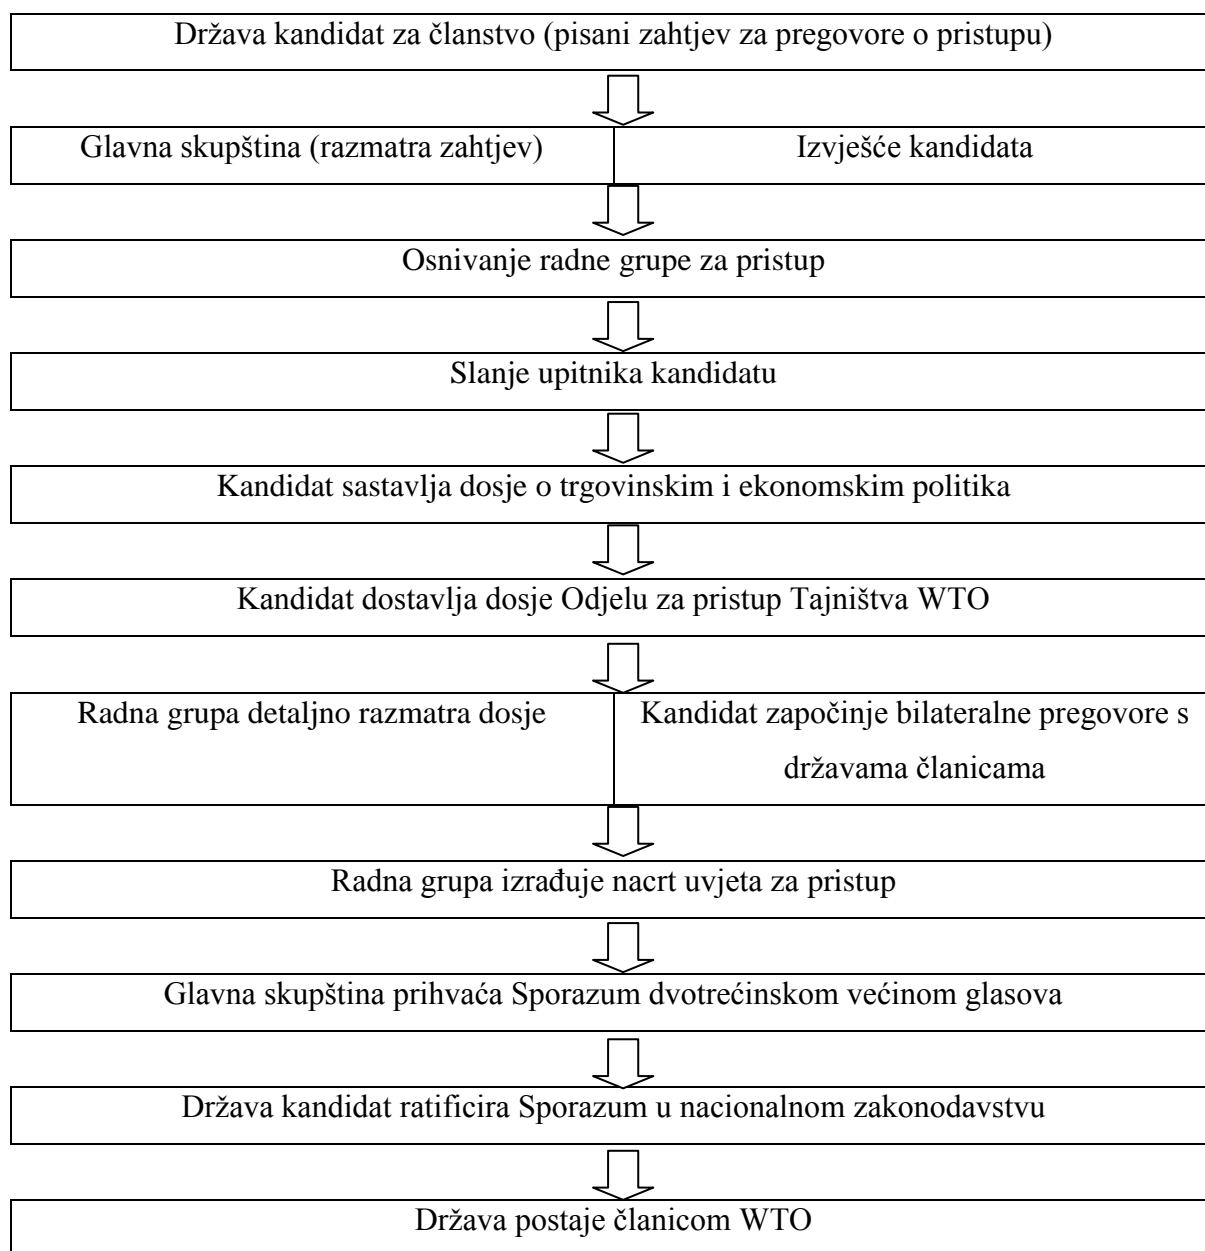 Država kandidat za članstvo (pisani zahtjev za pregovore o pristupu)
Glavna skupština (razmatra zahtjev)
Izvješće kandidata
Osnivanje radne grupe za pristup
Slanje upitnika kandidatu
Kandidat sastavlja dosje o trgovinskim i ekonomskim politika
Kandidat dostavlja dosje Odjelu za pristup Tajništva WTO
Radna grupa detaljno razmatra dosje
Kandidat započinje bilateralne pregovore s
državama članicama
Radna grupa izrađuje nacrt uvjeta za pristup
Glavna skupština prihvaća Sporazum dvotrećinskom većinom glasova
Država kandidat ratificira Sporazum u nacionalnom zakonodavstvu
Država postaje članicom WTO